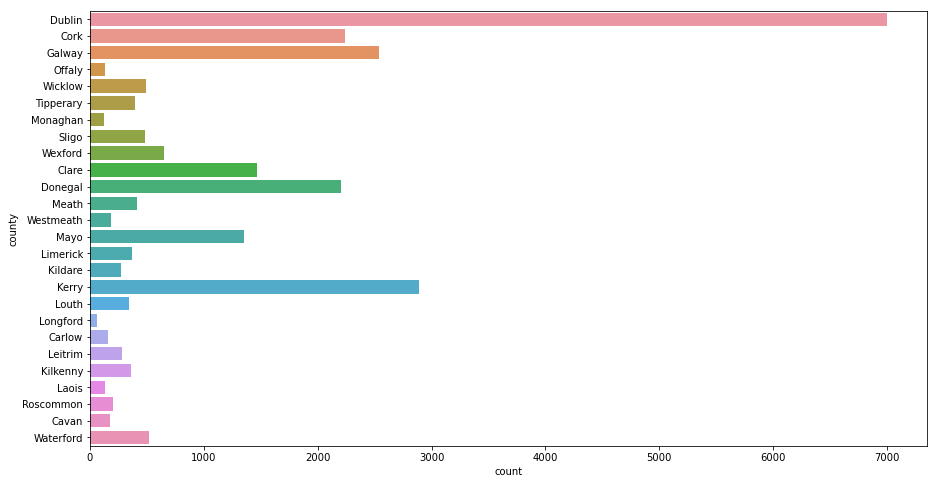 Dublin
Cork
Galway
Offaly
Wicklow
Tipperary
Monaghan
Sligo
Wexford
Clare
Donegal
Meath
Westmeath
Mayo
Limerick
Kildare
Kerry
Louth
Longford
Carlow
Leitrim
Kilkenny
Laois
Roscommon
Cavan
Waterford
county
0 1000 2000 3000 4000 5000 6000 7000
count